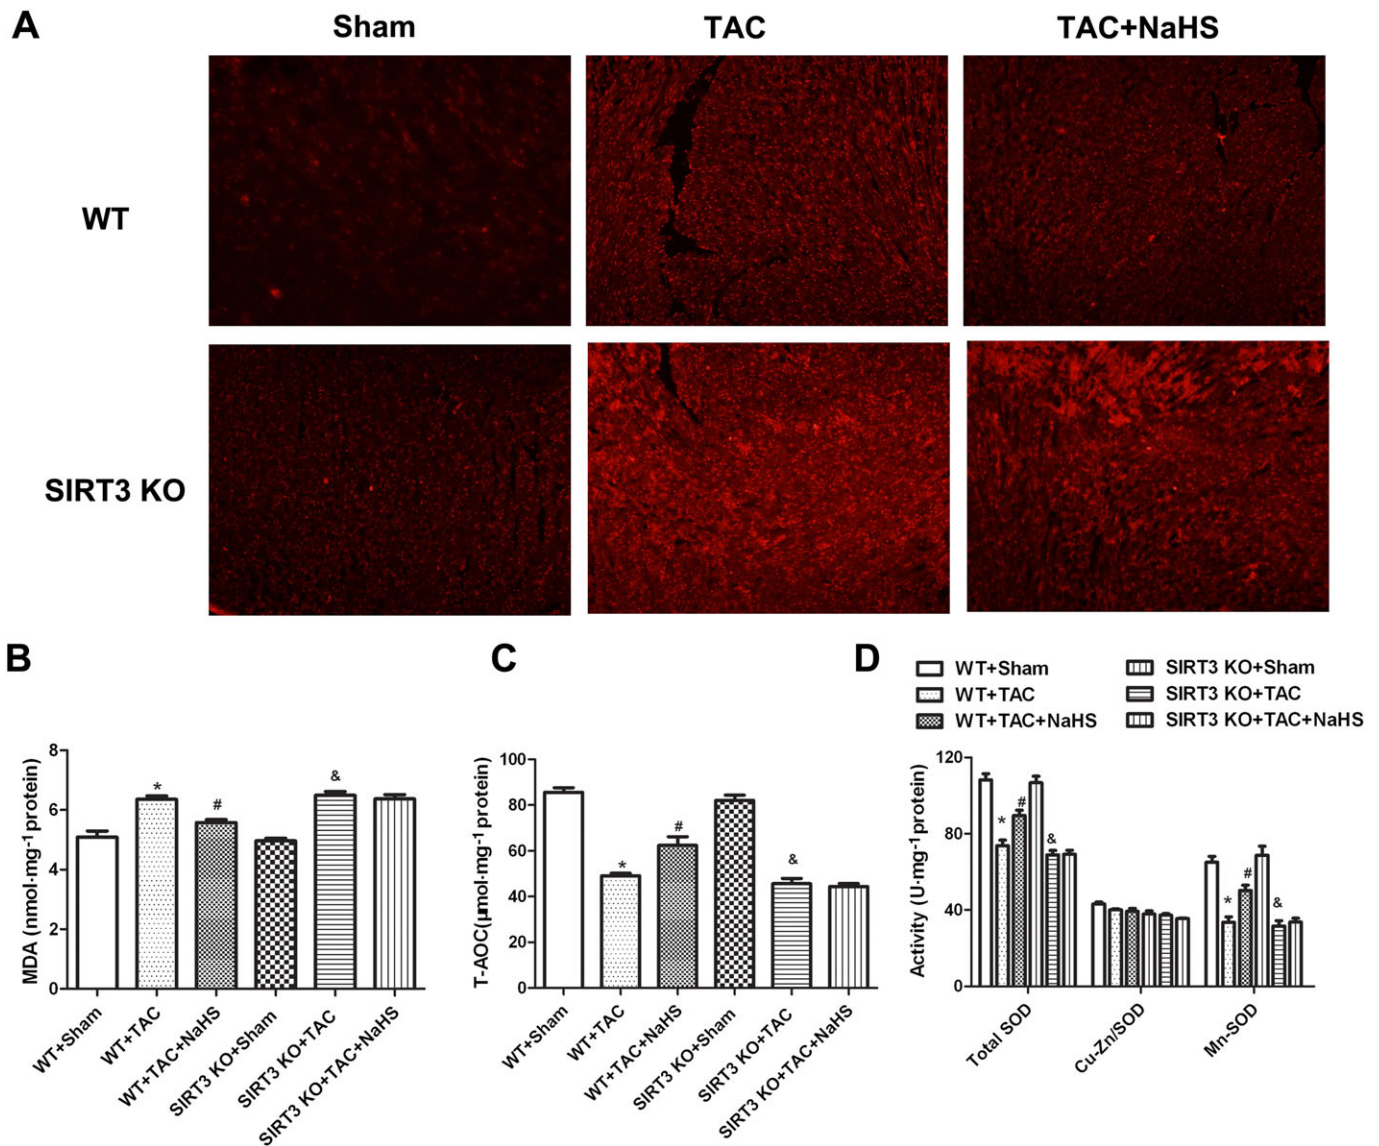 A
Sham
TAC
TAC+NaHS
WT
SIRT3 KO
B
MDA (nmol·mg⁻¹protein)
8
6
4
2
0
*
#
&
WT+Sham
WT+TAC
WT+TAC+NaHS
SIRT3 KO+Sham
SIRT3 KO+TAC
SIRT3 KO+TAC+NaHS
C
T-AOC(μmol·mg⁻¹protein)
100
80
60
40
20
0
*
#
&
WT+Sham
WT+TAC
WT+TAC+NaHS
SIRT3 KO+Sham
SIRT3 KO+TAC
SIRT3 KO+TAC+NaHS
D
WT+Sham
WT+TAC
WT+TAC+NaHS
SIRT3 KO+Sham
SIRT3 KO+TAC
SIRT3 KO+TAC+NaHS
Activity (U·mg⁻¹protein)
120
80
40
0
*
#
&
*
#
&
Total SOD
Cu-Zn/SOD
Mn-SOD